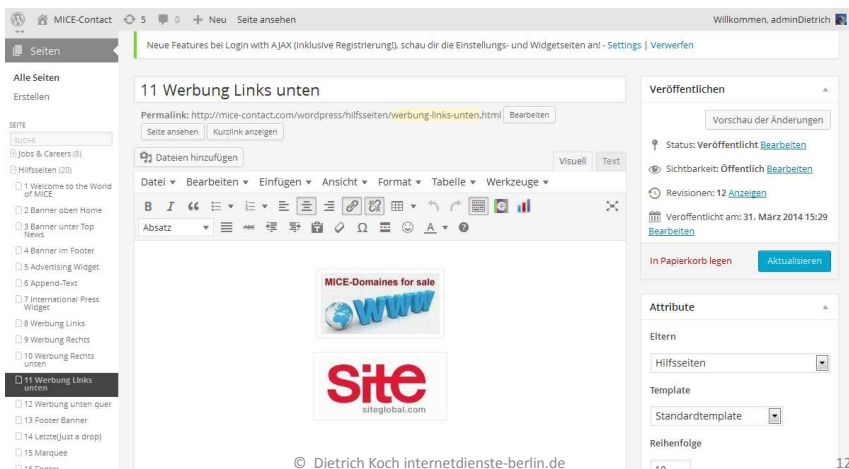 MICE-Contact 5 0 + Neu Seite ansehen Willkommen, adminDietrich
Seiten
Alle Seiten
Erstellen
SEITE
SUCHE
Jobs & Careers (8)
Hilfsseiten (20)
1 Welcome to the World
of MICE
2 Banner oben Home
3 Banner unter Top
News
4 Banner im Footer
5 Advertising Widget
6 Append-Text
7 International Press
Widget
8 Werbung Links
9 Werbung Rechts
10 Werbung Rechts
unten
11 Werbung Links
unten
12 Werbung unten quer
13 Footer Banner
14 Letzte(Just a drop)
15 Marquee
16 Footer
Neue Features bei Login with AJAX (inklusive Registrierung!), schau dir die Einstellungs- und Widgetseiten an! - Settings | Verwerfen
11 Werbung Links unten
Permalink: http://mice-contact.com/wordpress/hilfsseiten/werbung-links-unten.html Bearbeiten
Seite ansehen Kurzlink anzeigen
Dateien hinzufügen
Visuell Text
Datei Bearbeiten Einfügen Ansicht Format Tabelle Werkzeuge
Absatz
MICE-Domaines for sale
WWW
Site
siteglobal.com
Veröffentlichen
Vorschau der Änderungen
Status: Veröffentlicht Bearbeiten
Sichtbarkeit: Öffentlich Bearbeiten
Revisionen: 12 Anzeigen
Veröffentlicht am: 31. März 2014 15:29
Bearbeiten
In Papierkorb legen Aktualisieren
Attribute
Eltern
Hilfsseiten
Template
Standardtemplate
Reihenfolge
© Dietrich Koch internetdienste-berlin.de 12